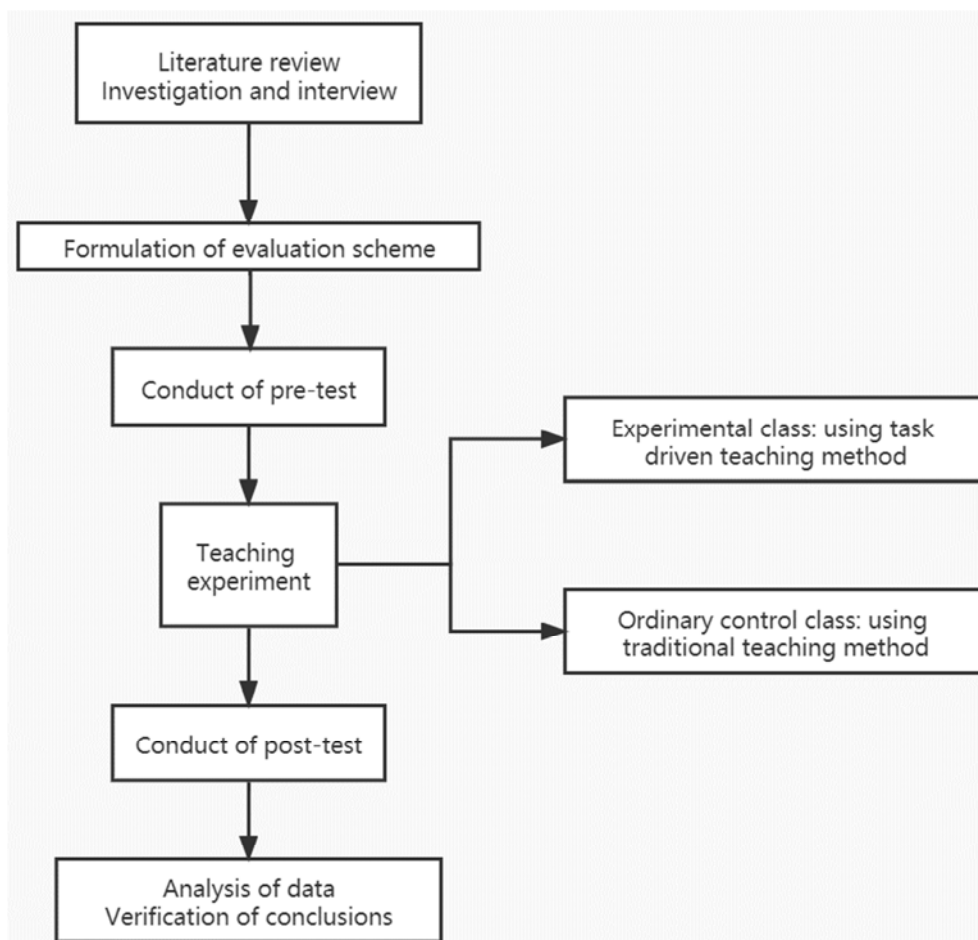 Literature review
Investigation and interview
Formulation of evaluation scheme
Conduct of pre-test
Experimental class: using task
driven teaching method
Teaching
experiment
Ordinary control class: using
traditional teaching method
Conduct of post-test
Analysis of data
Verification of conclusions